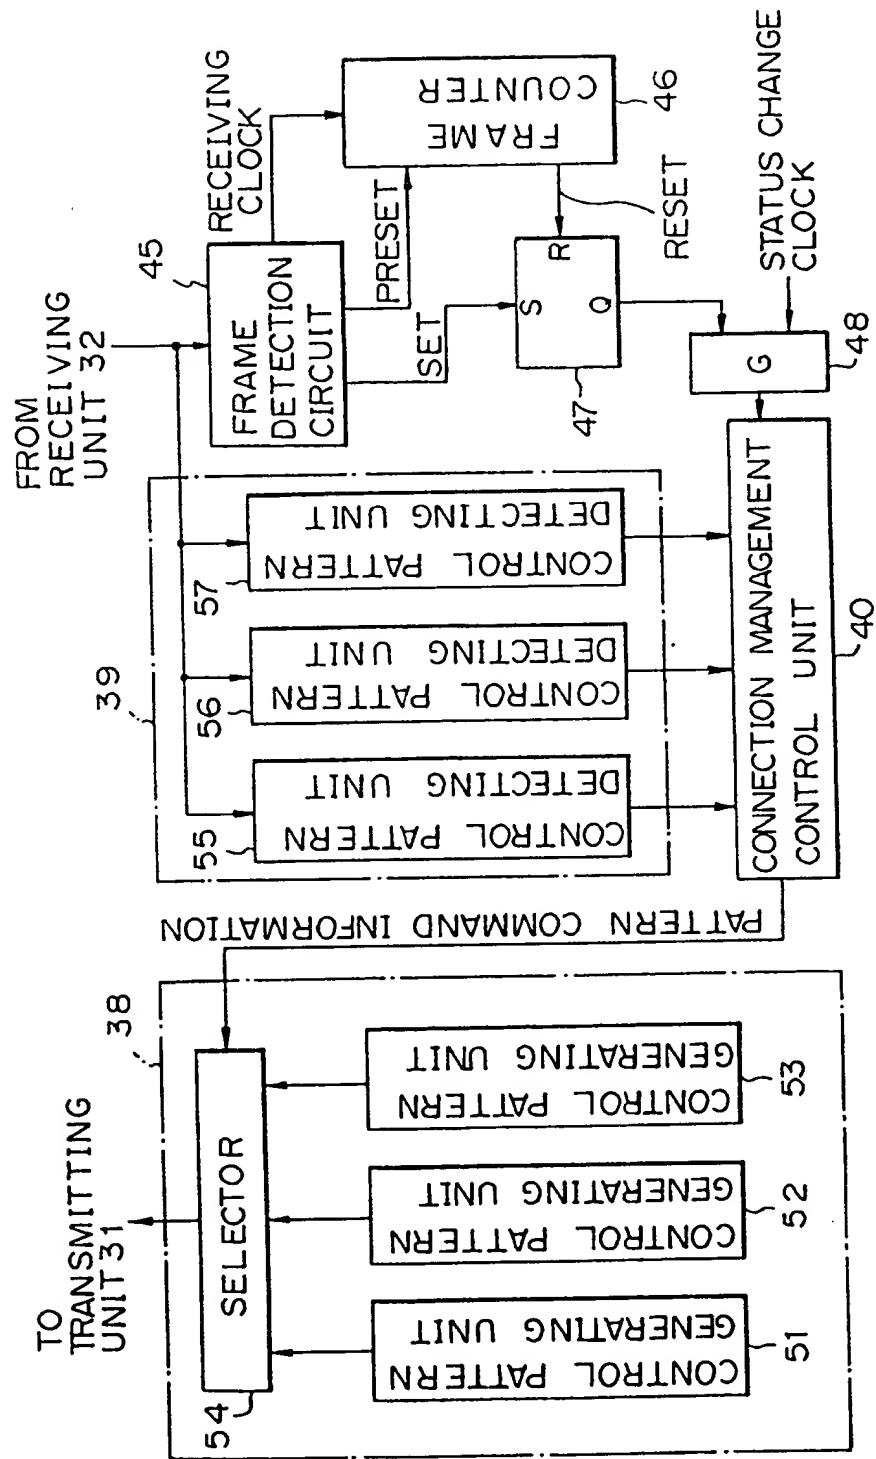 TO
TRANSMITTING
UNIT 31
38
54
SELECTOR
CONTROL PATTERN
GENERATING UNIT
51
CONTROL PATTERN
GENERATING UNIT
52
CONTROL PATTERN
GENERATING UNIT
53
PATTERN COMMAND INFORMATION
39
55
CONTROL PATTERN
DETECTING UNIT
56
CONTROL PATTERN
DETECTING UNIT
57
CONTROL PATTERN
DETECTING UNIT
CONNECTION MANAGEMENT
CONTROL UNIT
40
FROM
RECEIVING
UNIT 32
45
FRAME
DETECTION
CIRCUIT
RECEIVING
CLOCK
PRESET
SET
FRAME
COUNTER
46
S
R
Q
47
RESET
G
48
STATUS CHANGE
CLOCK